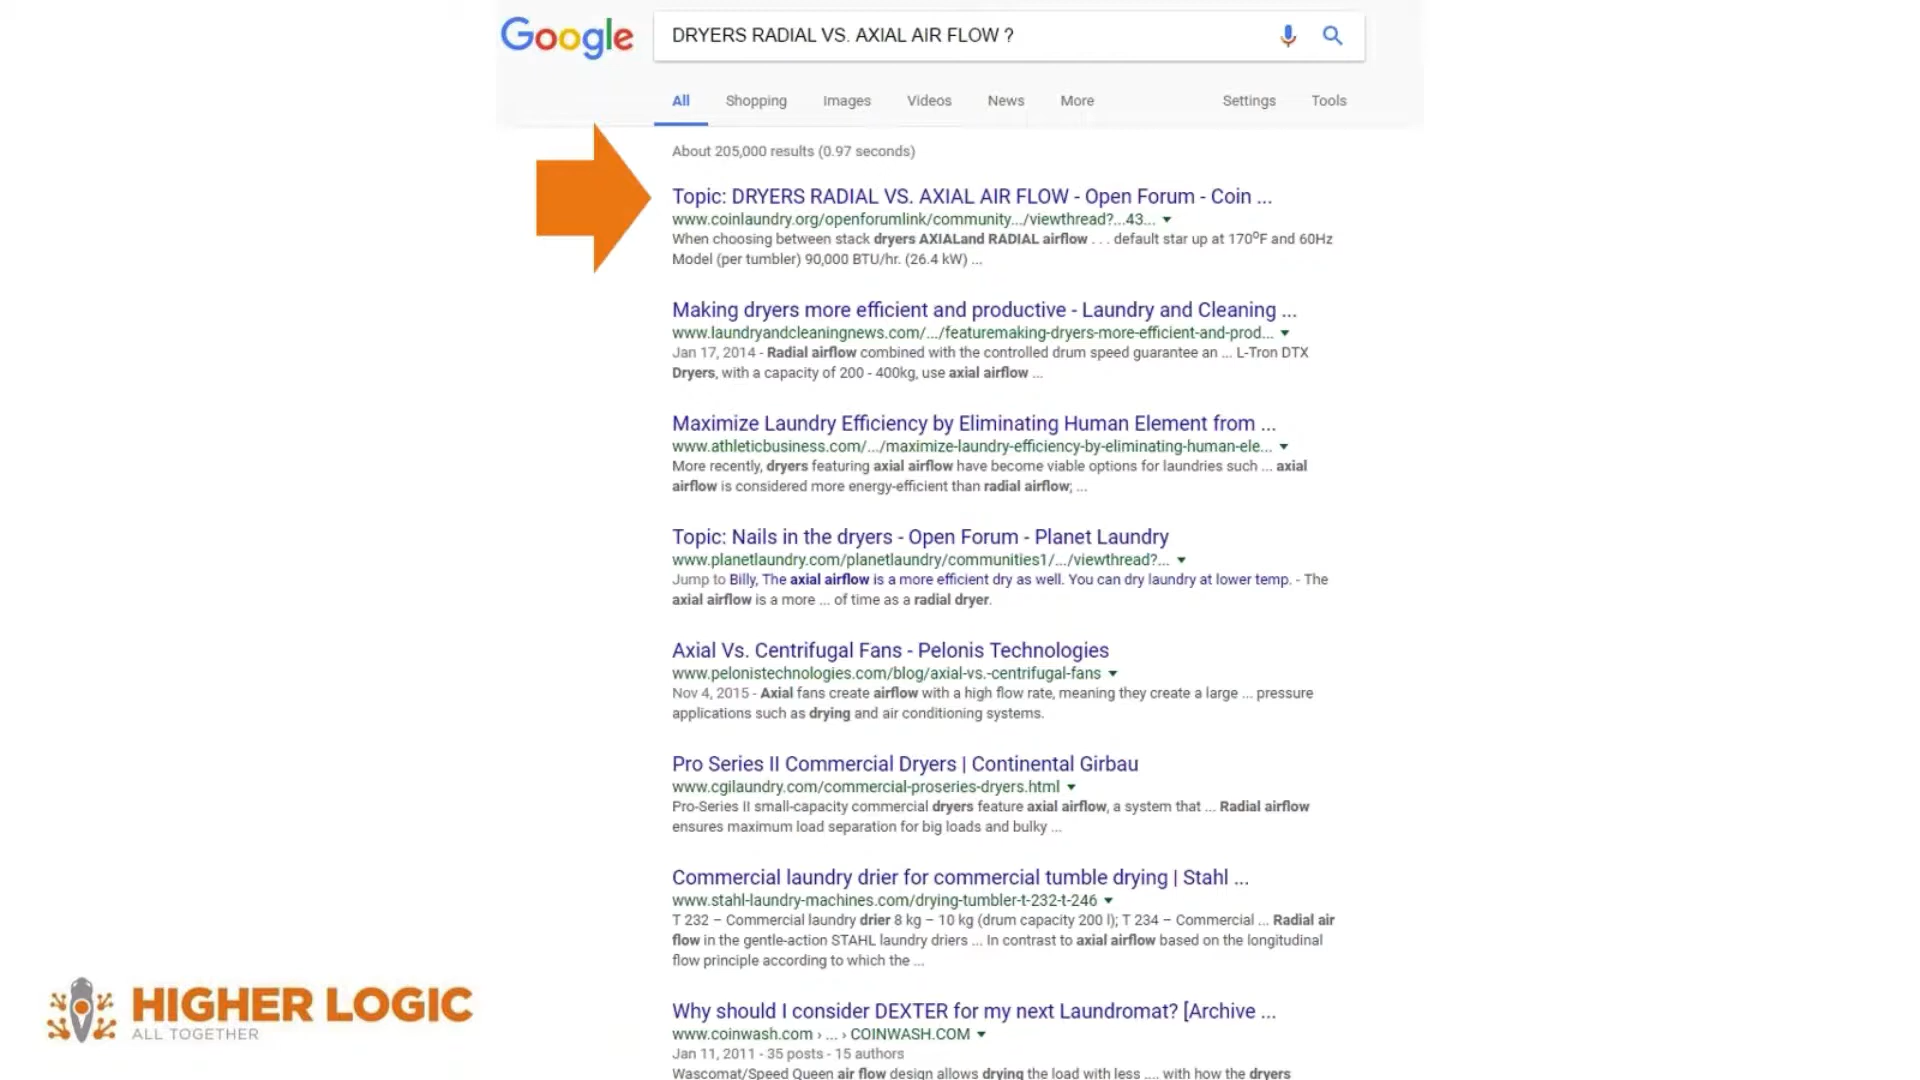 Google
DRYERS RADIAL VS. AXIAL AIR FLOW ?
All Shopping Images Videos News More Settings Tools
About 205,000 results (0.97 seconds)
Topic: DRYERS RADIAL VS. AXIAL AIR FLOW - Open Forum - Coin ...
www.coinlaundry.org/openforumlink/community.../viewthread?...43...
When choosing between stack dryers AXIALand RADIAL airflow . . . default star up at 170ºF and 60Hz
Model (per tumbler) 90,000 BTU/hr. (26.4 kW) ...
Making dryers more efficient and productive - Laundry and Cleaning ...
www.laundryandcleaningnews.com/.../featuremaking-dryers-more-efficient-and-prod...
Jan 17, 2014 - Radial airflow combined with the controlled drum speed guarantee an ... L-Tron DTX
Dryers, with a capacity of 200 - 400kg, use axial airflow ...
Maximize Laundry Efficiency by Eliminating Human Element from ...
www.athleticbusiness.com/.../maximize-laundry-efficiency-by-eliminating-human-ele...
More recently, dryers featuring axial airflow have become viable options for laundries such ... axial
airflow is considered more energy-efficient than radial airflow; ...
Topic: Nails in the dryers - Open Forum - Planet Laundry
www.planetlaundry.com/planetlaundry/communities1/.../viewthread?...
Jump to Billy, The axial airflow is a more efficient dry as well. You can dry laundry at lower temp. - The
axial airflow is a more ... of time as a radial dryer.
Axial Vs. Centrifugal Fans - Pelonis Technologies
www.pelonistechnologies.com/blog/axial-vs.-centrifugal-fans
Nov 4, 2015 - Axial fans create airflow with a high flow rate, meaning they create a large ... pressure
applications such as drying and air conditioning systems.
Pro Series II Commercial Dryers | Continental Girbau
www.cgilaundry.com/commercial-proseries-dryers.html
Pro-Series II small-capacity commercial dryers feature axial airflow, a system that ... Radial airflow
ensures maximum load separation for big loads and bulky ...
Commercial laundry drier for commercial tumble drying | Stahl ...
www.stahl-laundry-machines.com/drying-tumbler-t-232-t-246
T 232 – Commercial laundry drier 8 kg – 10 kg (drum capacity 200 l); T 234 – Commercial ... Radial air
flow in the gentle-action STAHL laundry driers ... In contrast to axial airflow based on the longitudinal
flow principle according to which the ...
Why should I consider DEXTER for my next Laundromat? [Archive ...
www.coinwash.com › ... › COINWASH.COM
Jan 11, 2011 - 35 posts - 15 authors
Wascomat/Speed Queen air flow design allows drying the load with less .... with how the dryers
HIGHER LOGIC
ALL TOGETHER